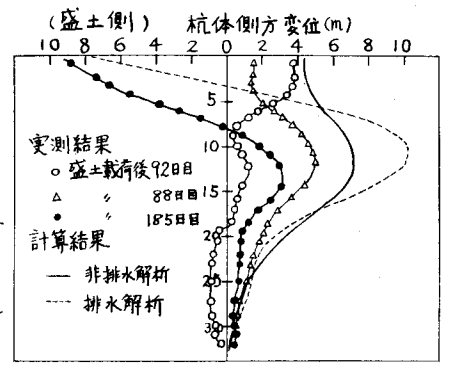 (盛土側) 杭体側方変位(m)
10 8 6 4 2 0 2 4 6 8 10
5
10
15
20
25
30
実測結果
○ 盛土載荷後92日目
△ 〃 88日目
● 〃 185日目
計算結果
— 非排水解析
---- 排水解析